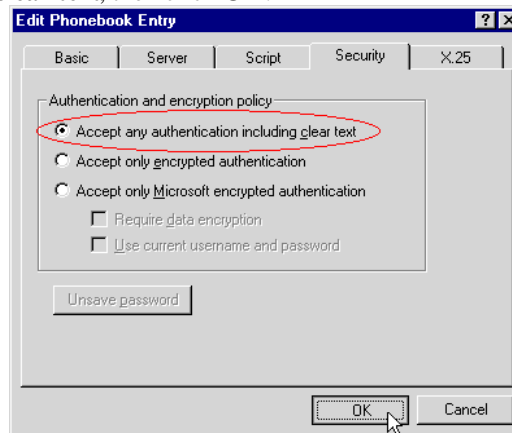 Edit Phonebook Entry
Basic Server Script Security X.25
Authentication and encryption policy
Accept any authentication including clear text
Accept only encrypted authentication
Accept only Microsoft encrypted authentication
Require data encryption
Use current username and password
Unsave password
OK Cancel